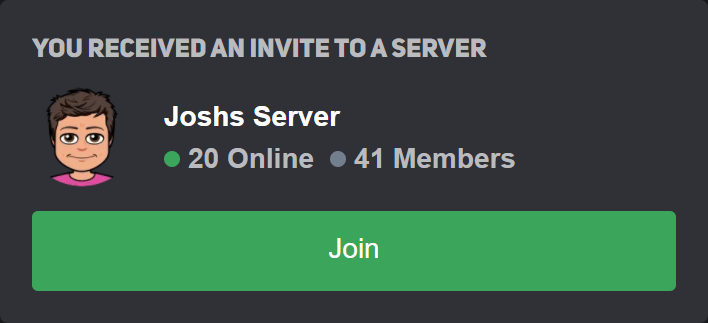 YOU RECEIVED AN INVITE TO A SERVER
Joshs Server
20 Online 41 Members
Join